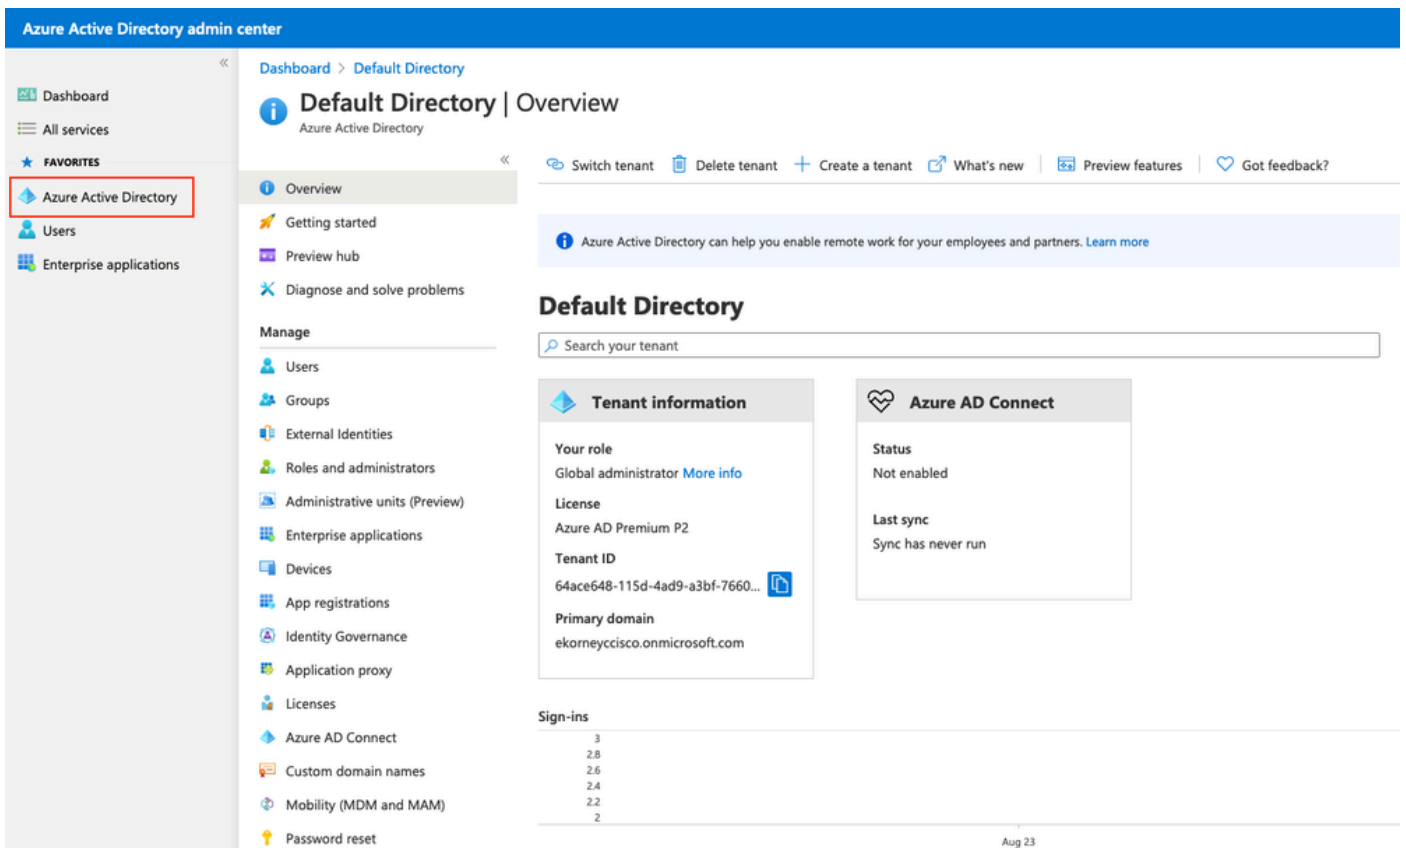 Azure Active Directory admin center
«
Dashboard
All services
FAVORITES
Azure Active Directory
Users
Enterprise applications
Dashboard > Default Directory
Default Directory | Overview
Azure Active Directory
«
Overview
Getting started
Preview hub
Diagnose and solve problems
Manage
Users
Groups
External Identities
Roles and administrators
Administrative units (Preview)
Enterprise applications
Devices
App registrations
Identity Governance
Application proxy
Licenses
Azure AD Connect
Custom domain names
Mobility (MDM and MAM)
Password reset
Switch tenant Delete tenant Create a tenant What's new Preview features Got feedback?
Azure Active Directory can help you enable remote work for your employees and partners. Learn more
Default Directory
Search your tenant
Tenant information
Your role
Global administrator More info
License
Azure AD Premium P2
Tenant ID
64ace648-115d-4ad9-a3bf-7660...
Primary domain
ekorneyccisco.onmicrosoft.com
Azure AD Connect
Status
Not enabled
Last sync
Sync has never run
Sign-ins
3
2.8
2.6
2.4
2.2
2
Aug 23